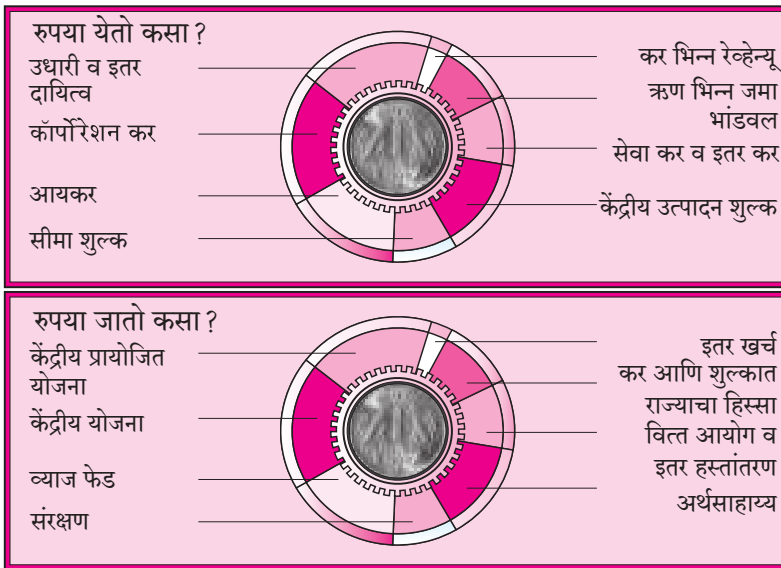 रुपया येतो कसा?
उधारी व इतर
दायित्व
कॉर्पोरेशन कर
आयकर
सीमा शुल्क
कर भिन्न रेव्हेन्यू
ऋण भिन्न जमा
भांडवल
सेवा कर व इतर कर
केंद्रीय उत्पादन शुल्क
रुपया जातो कसा?
केंद्रीय प्रायोजित
योजना
केंद्रीय योजना
व्याज फेड
संरक्षण
इतर खर्च
कर आणि शुल्कात
राज्याचा हिस्सा
वित्त आयोग व
इतर हस्तांतरण
अर्थसाहाय्य